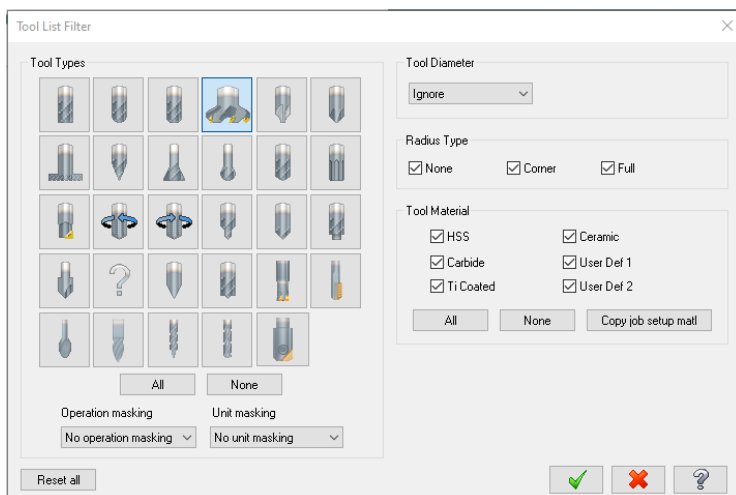 Tool List Filter
Tool Types
All
None
Operation masking
Unit masking
No operation masking
No unit masking
Reset all
Tool Diameter
Ignore
Radius Type
None
Corner
Full
Tool Material
HSS
Ceramic
Carbide
User Def 1
Ti Coated
User Def 2
All
None
Copy job setup matl